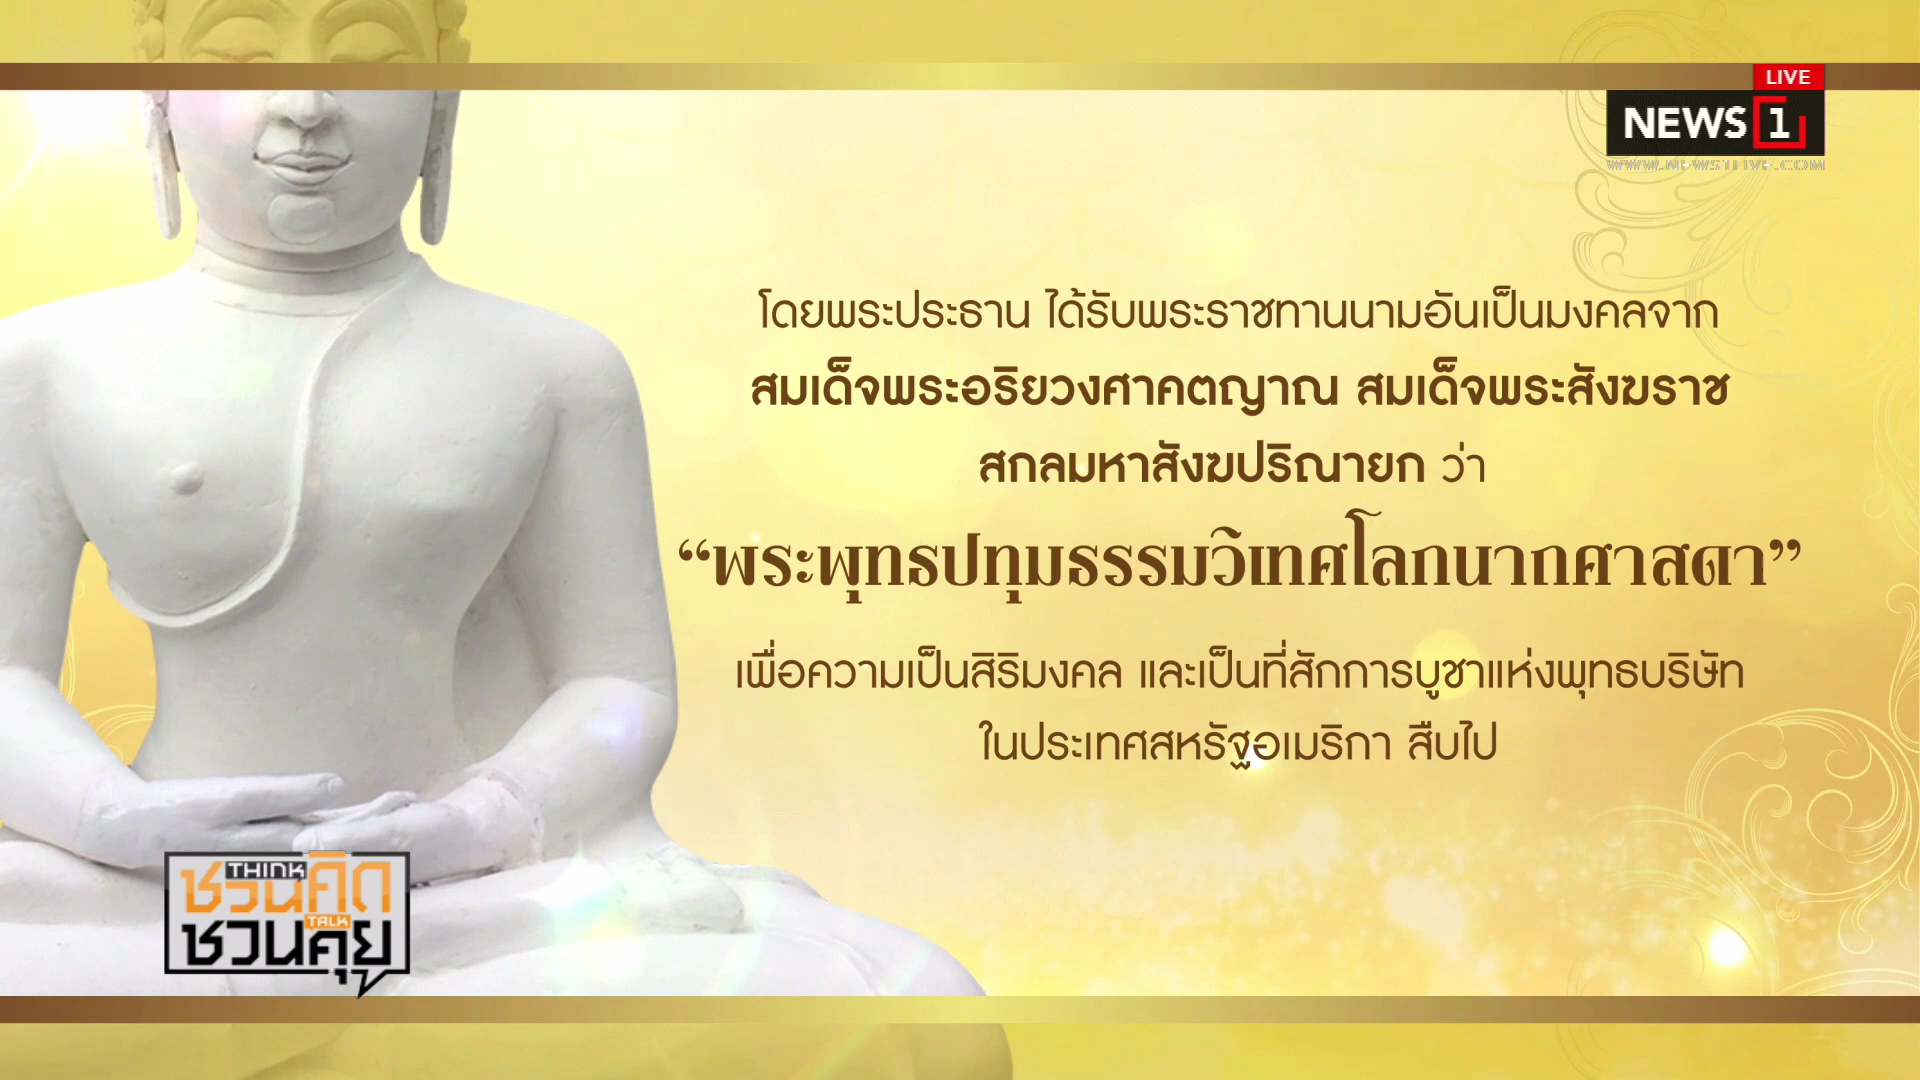 LIVE
NEWS 1
WWW.NEWS1LIVE.COM
โดยพระประธาน ได้รับพระราชทานนามอันเป็นมงคลจาก
สมเด็จพระอริยวงศาคตญาณ สมเด็จพระสังฆราช
สกลมหาสังฆปริณายก ว่า
“พระพุทธปทุมธรรมวิเทศโลกนากศาสดา”
เพื่อความเป็นสิริมงคล และเป็นที่สักการบูชาแห่งพุทธบริษัท
ในประเทศสหรัฐอเมริกา สืบไป
THINK
ชวนคิด
TALK
ชวนคุย